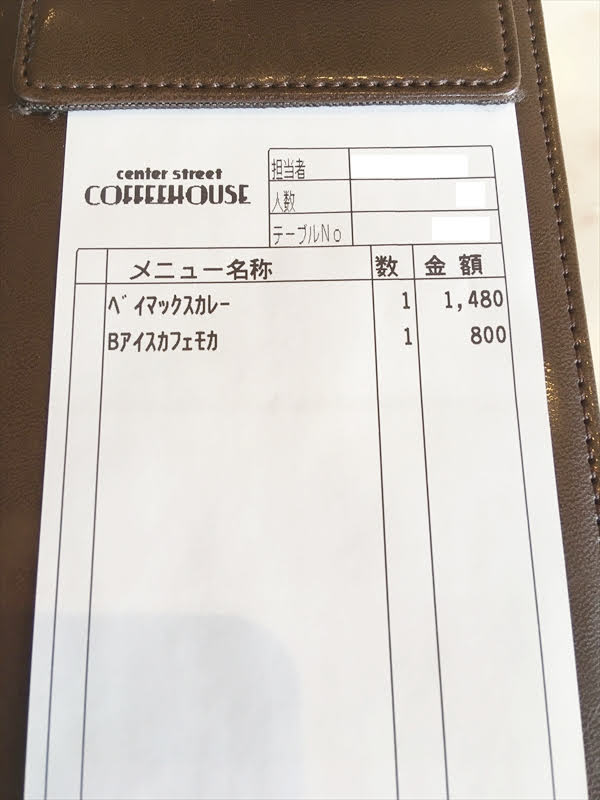 center street
COFFEEHOUSE
担当者
人数
テーブルNo
メニュー名称 数 金額
ﾍﾞｲﾏｯｸｽｶﾚｰ 1 1,480
Bｱｲｽｶﾌｪﾓｶ 1 800